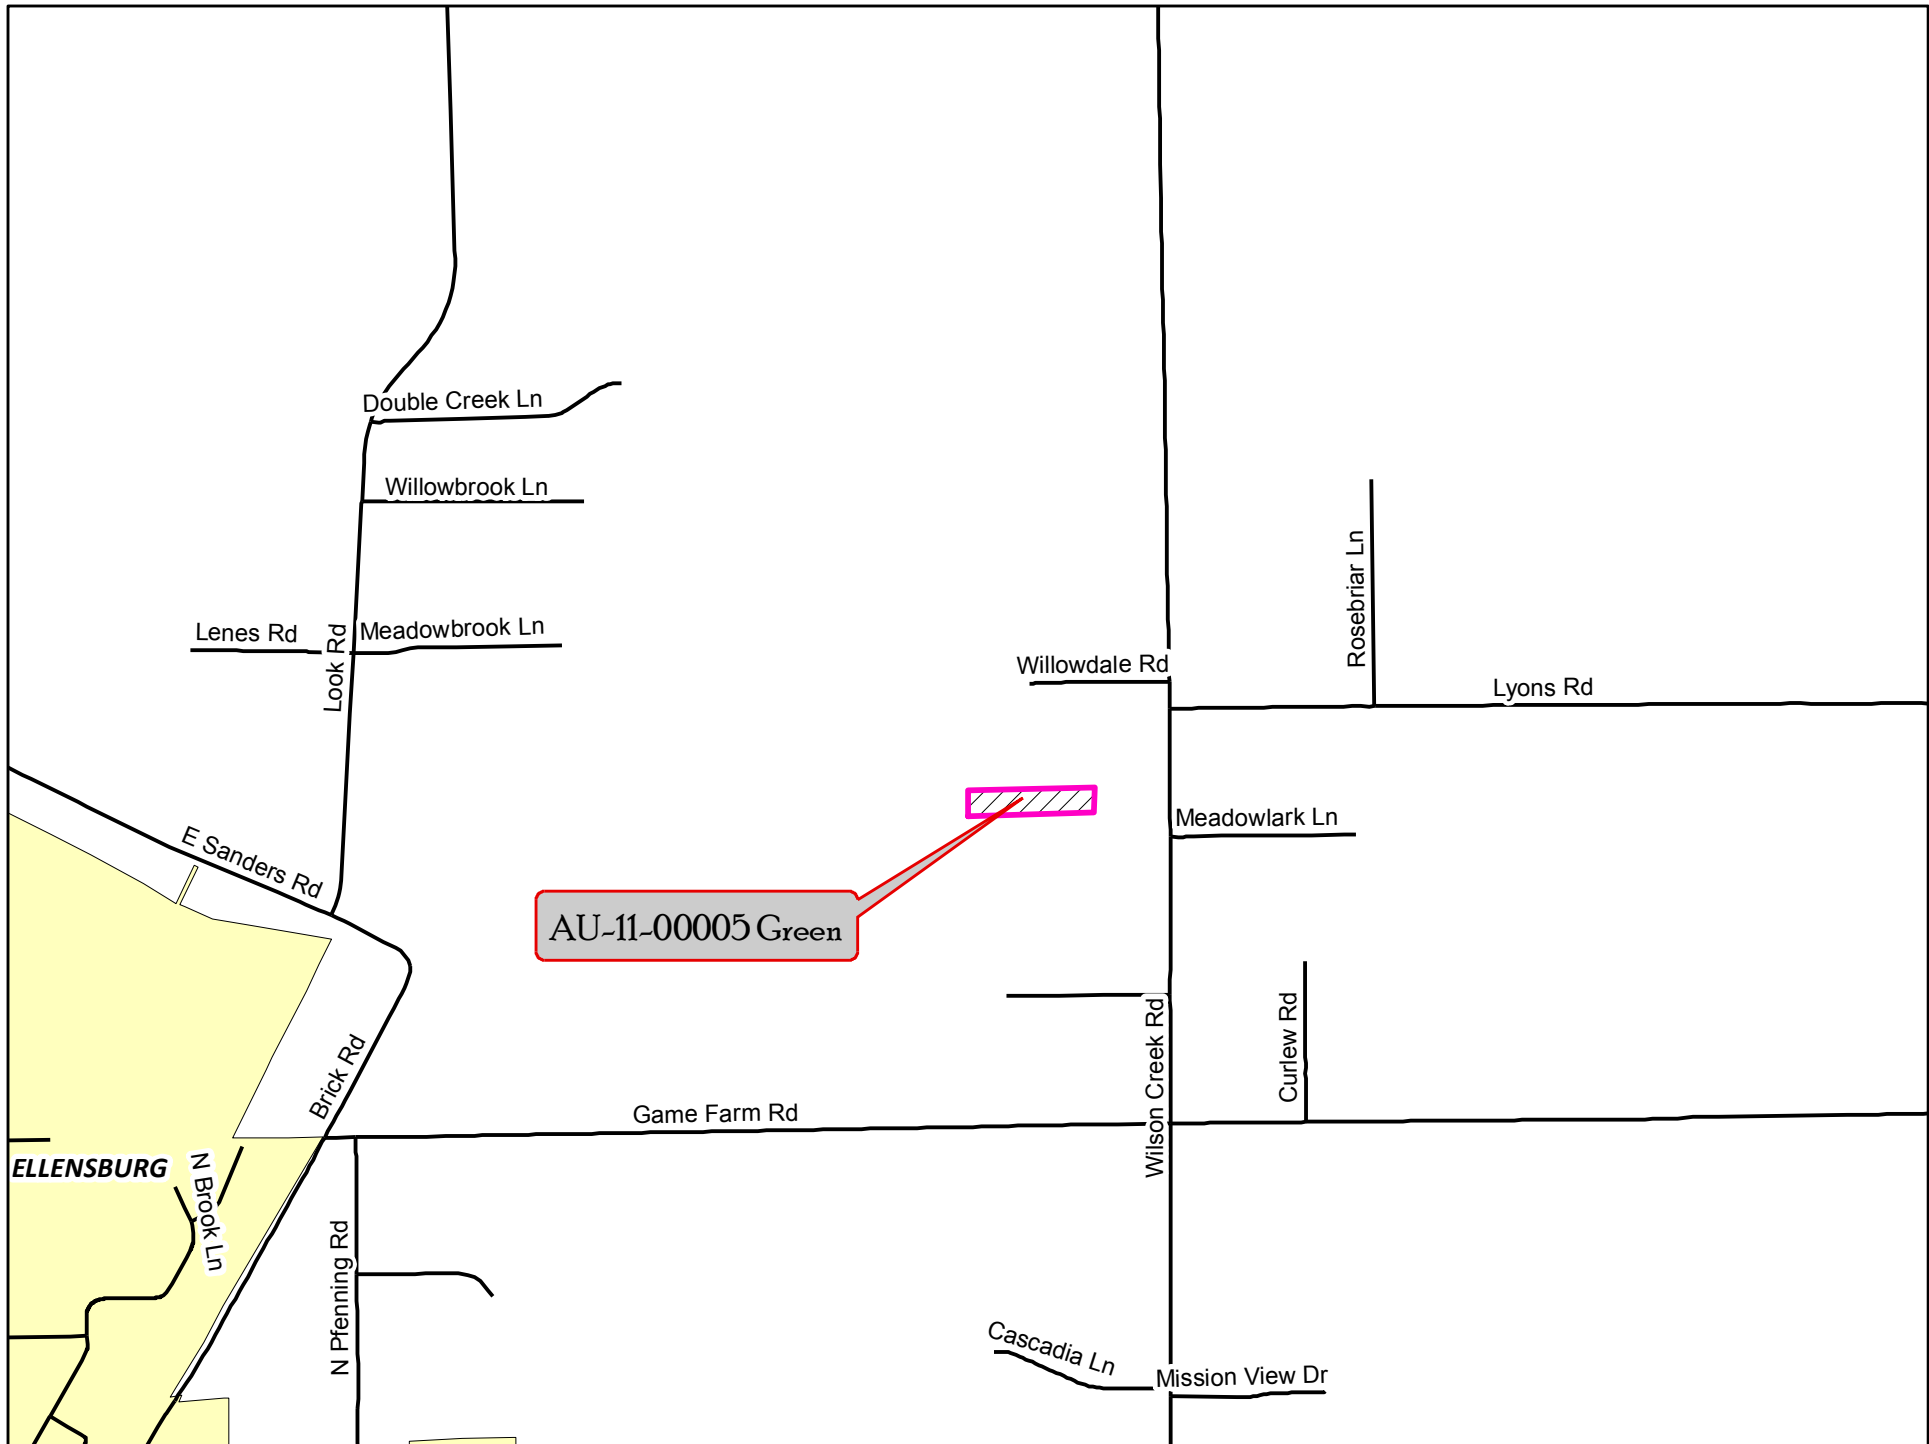 Double Creek Ln
Willowbrook Ln
Rosebriar Ln
Lenes Rd
Look Rd
Meadowbrook Ln
Willowdale Rd
Lyons Rd
Meadowlark Ln
E Sanders Rd
AU-11-00005 Green
Brick Rd
Wilson Creek Rd
Curlew Rd
Game Farm Rd
ELLENSBURG
N Brook Ln
N Pfenning Rd
Cascadia Ln
Mission View Dr